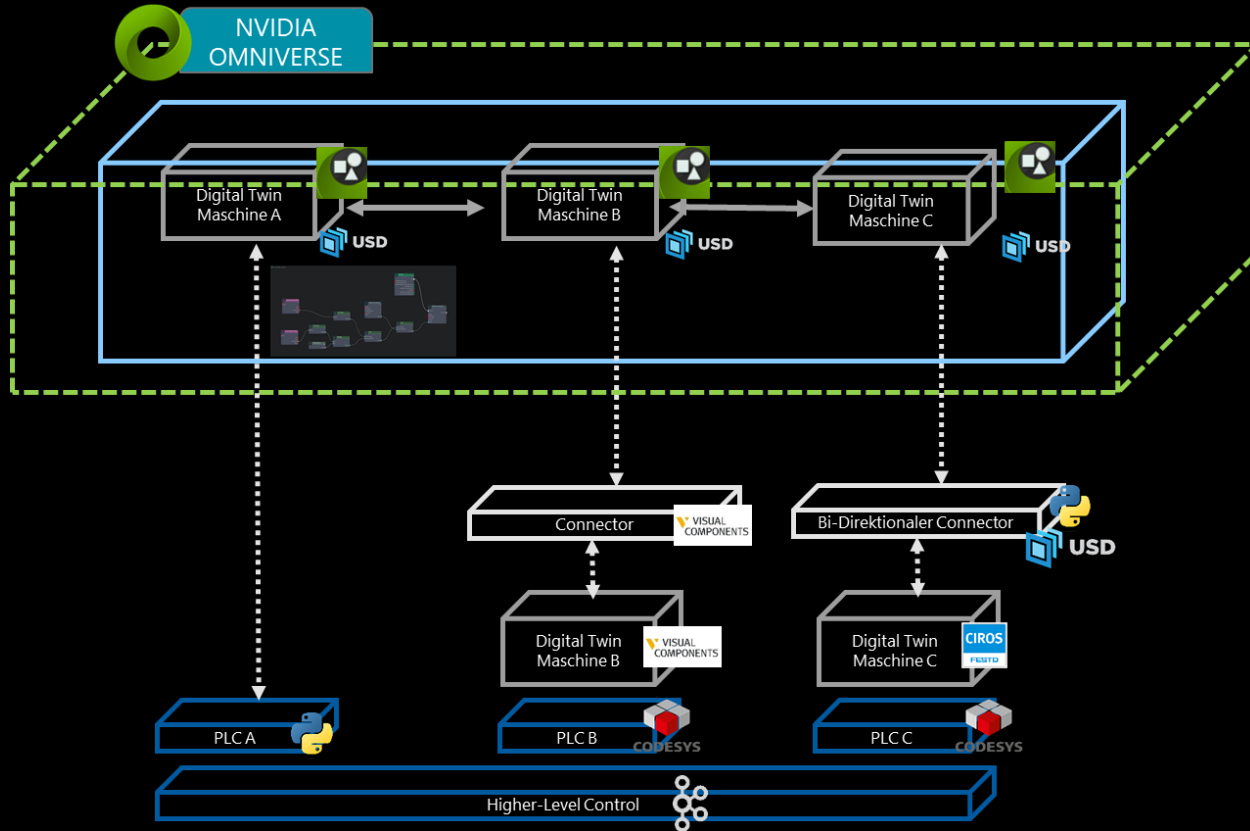 NVIDIA
OMNIVERSE
Digital Twin
Maschine A
Digital Twin
Maschine B
Digital Twin
Maschine C
USD
USD
USD
Connector
VISUAL
COMPONENTS
Bi-Direktionaler Connector
USD
Digital Twin
Maschine B
VISUAL
COMPONENTS
Digital Twin
Maschine C
CIROS
FESTO
PLC A
PLC B
CODESYS
PLC C
CODESYS
Higher-Level Control